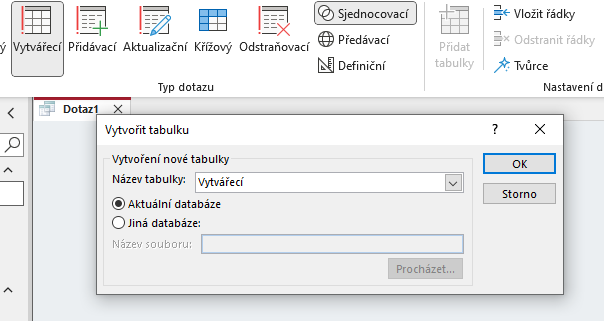 Vytvářecí Přidávací Aktualizační Křížový Odstraňovací
Sjednocovací
Předávací
Definiční
Přidat
tabulky
Vložit řádky
Odstranit řádky
Tvůrce
Typ dotazu
Nastavení d
Dotaz1
Vytvořit tabulku
Vytvoření nové tabulky
Název tabulky: Vytvářecí
Aktuální databáze
Jiná databáze:
Název souboru:
Procházet...
OK
Storno